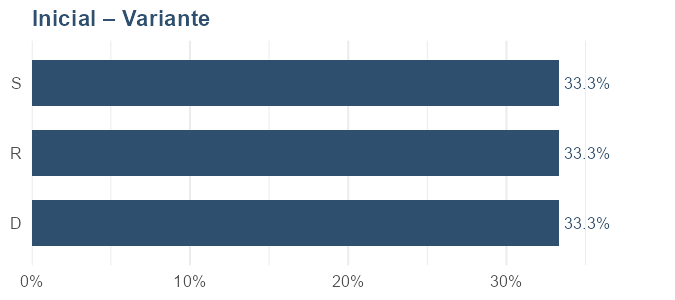 Inicial – Variante
S 33.3%
R 33.3%
D 33.3%
0% 10% 20% 30%